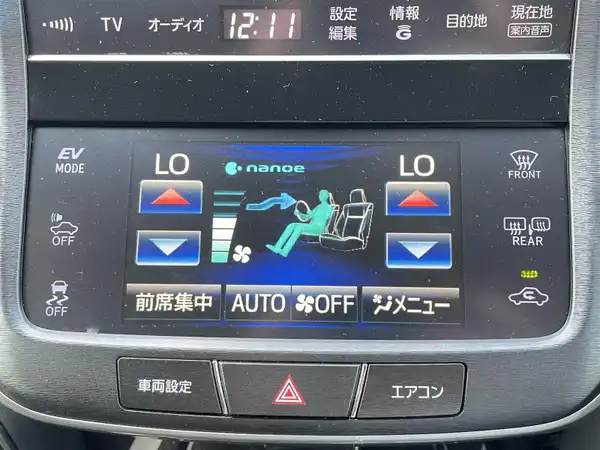 TV オーディオ 12:11 設定編集 情報 G 目的地 現在地 案内音声
EV MODE
LO nanoe LO
FRONT
OFF
REAR
OFF
前席集中 AUTO OFF メニュー
車両設定 エアコン